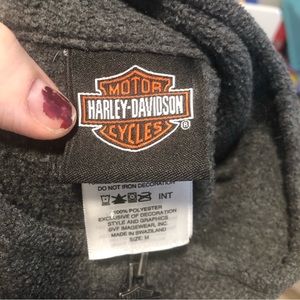 MOTOR
HARLEY-DAVIDSON
CYCLES
®
DO NOT IRON DECORATION
INT
100% POLYESTER
EXCLUSIVE OF DECORATION
STYLE AND GRAPHICS
GVF IMAGEWEAR, INC.
MADE IN SWAZILAND
SIZE: M